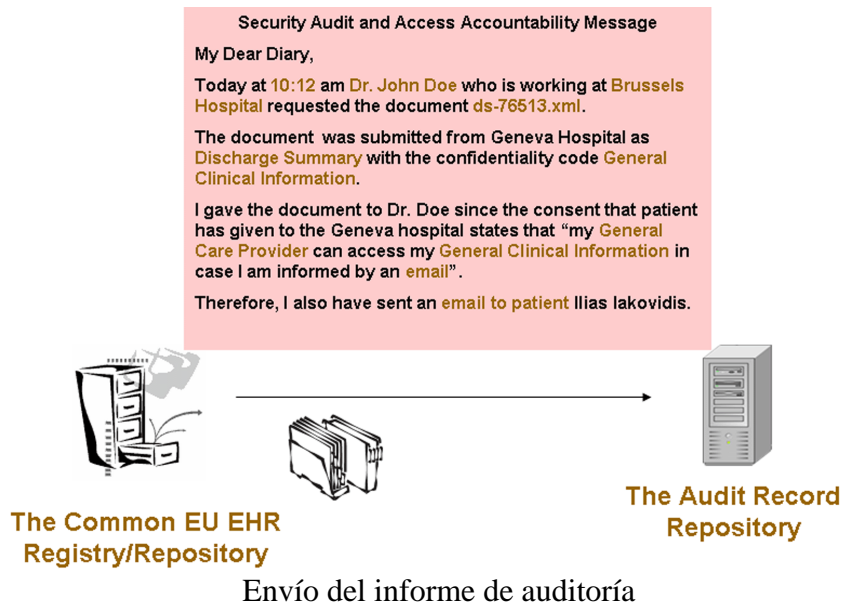 Security Audit and Access Accountability Message
My Dear Diary,
Today at 10:12 am Dr. John Doe who is working at Brussels
Hospital requested the document ds-76513.xml.
The document was submitted from Geneva Hospital as
Discharge Summary with the confidentiality code General
Clinical Information.
I gave the document to Dr. Doe since the consent that patient
has given to the Geneva hospital states that “my General
Care Provider can access my General Clinical Information in
case I am informed by an email”.
Therefore, I also have sent an email to patient Ilias Iakovidis.
The Common EU EHR
Registry/Repository
The Audit Record
Repository
Envío del informe de auditoría